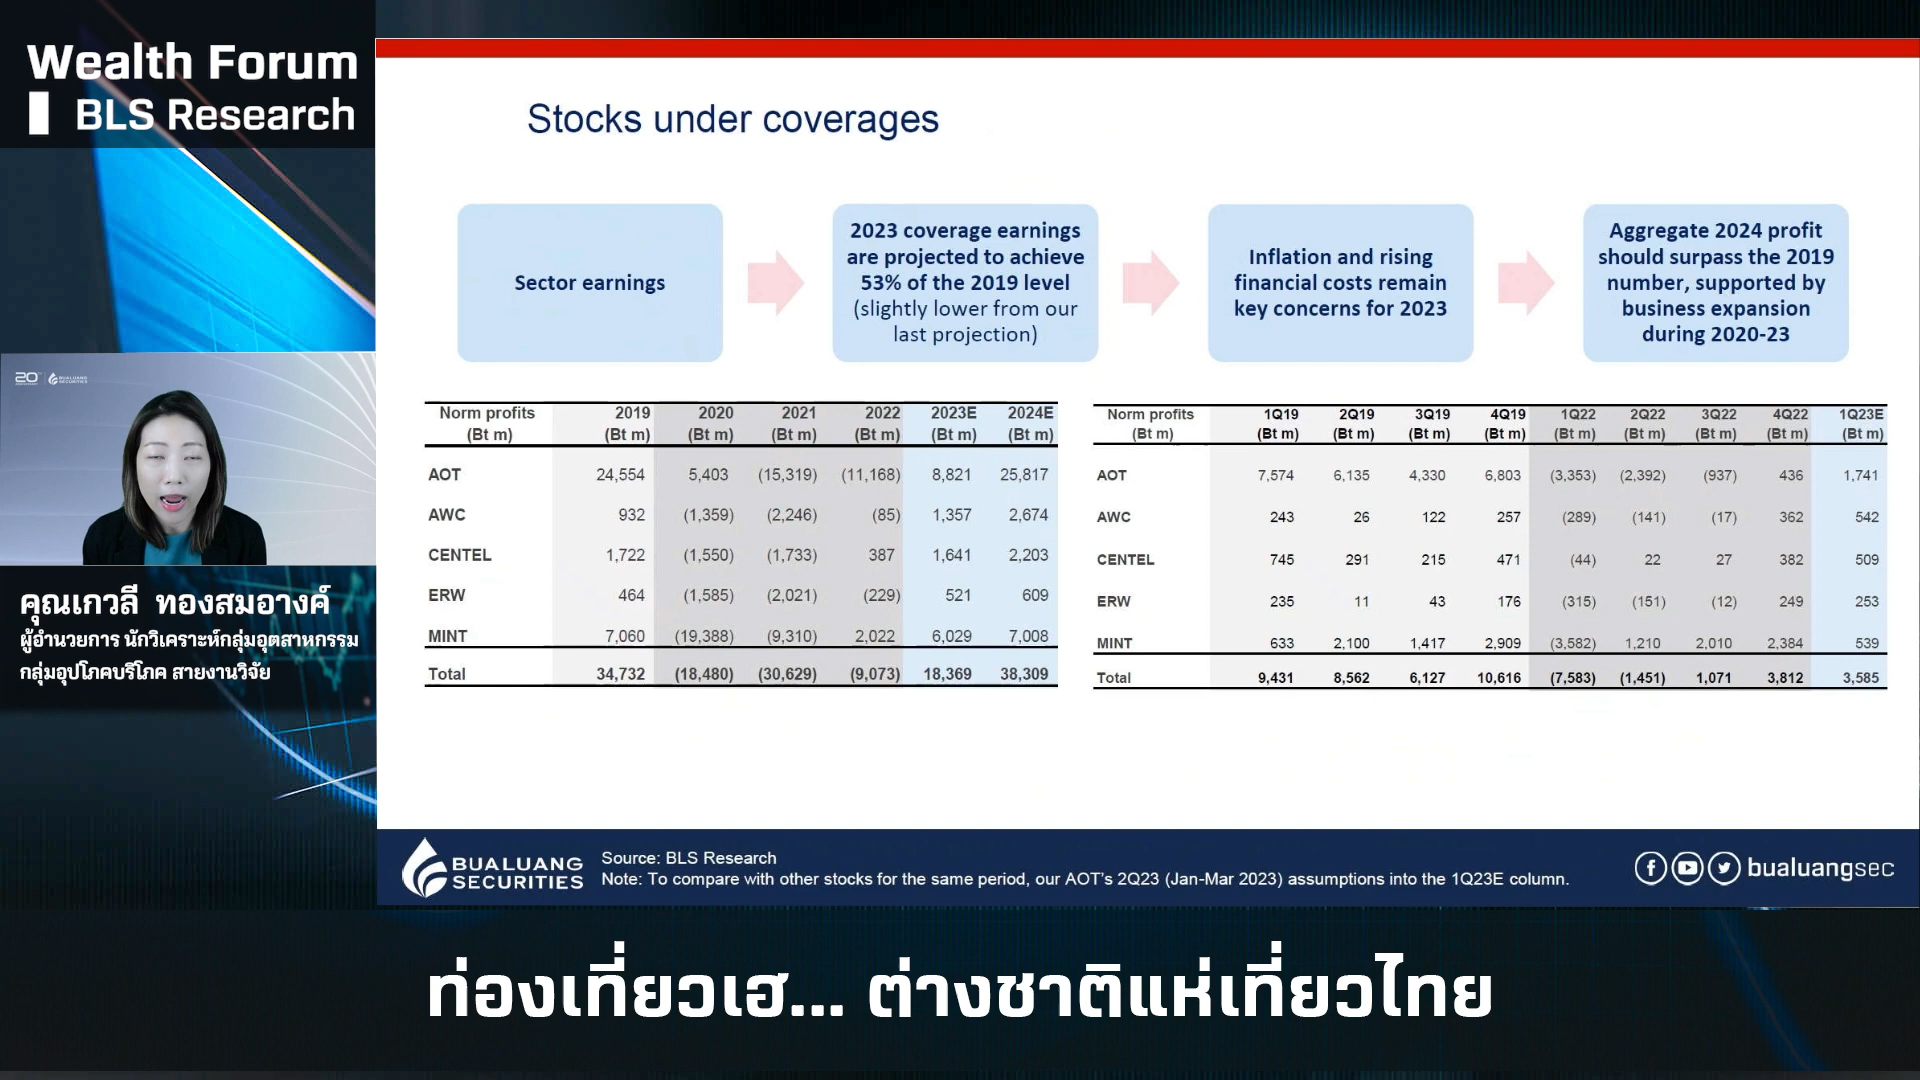 Wealth Forum
BLS Research
20
BUALUANG
SECURITIES
คุณเกวลี ทองสมอางค์
ผู้อำนวยการ นักวิเคราะห์กลุ่มอุตสาหกรรม
กลุ่มอุปโภคบริโภค สายงานวิจัย
Stocks under coverages
Sector earnings
2023 coverage earnings
are projected to achieve
53% of the 2019 level
(slightly lower from our
last projection)
Inflation and rising
financial costs remain
key concerns for 2023
Aggregate 2024 profit
should surpass the 2019
number, supported by
business expansion
during 2020-23
Norm profits 2019 2020 2021 2022 2023E 2024E
(Bt m) (Bt m) (Bt m) (Bt m) (Bt m) (Bt m) (Bt m)
AOT 24,554 5,403 (15,319) (11,168) 8,821 25,817
AWC 932 (1,359) (2,246) (85) 1,357 2,674
CENTEL 1,722 (1,550) (1,733) 387 1,641 2,203
ERW 464 (1,585) (2,021) (229) 521 609
MINT 7,060 (19,388) (9,310) 2,022 6,029 7,008
Total 34,732 (18,480) (30,629) (9,073) 18,369 38,309
Norm profits 1Q19 2Q19 3Q19 4Q19 1Q22 2Q22 3Q22 4Q22 1Q23E
(Bt m) (Bt m) (Bt m) (Bt m) (Bt m) (Bt m) (Bt m) (Bt m) (Bt m) (Bt m)
AOT 7,574 6,135 4,330 6,803 (3,353) (2,392) (937) 436 1,741
AWC 243 26 122 257 (289) (141) (17) 362 542
CENTEL 745 291 215 471 (44) 22 27 382 509
ERW 235 11 43 176 (315) (151) (12) 249 253
MINT 633 2,100 1,417 2,909 (3,582) 1,210 2,010 2,384 539
Total 9,431 8,562 6,127 10,616 (7,583) (1,451) 1,071 3,812 3,585
BUALUANG
SECURITIES
Source: BLS Research
Note: To compare with other stocks for the same period, our AOT's 2Q23 (Jan-Mar 2023) assumptions into the 1Q23E column.
bualuangsec
ท่องเที่ยวเฮ... ต่างชาติแห่เที่ยวไทย